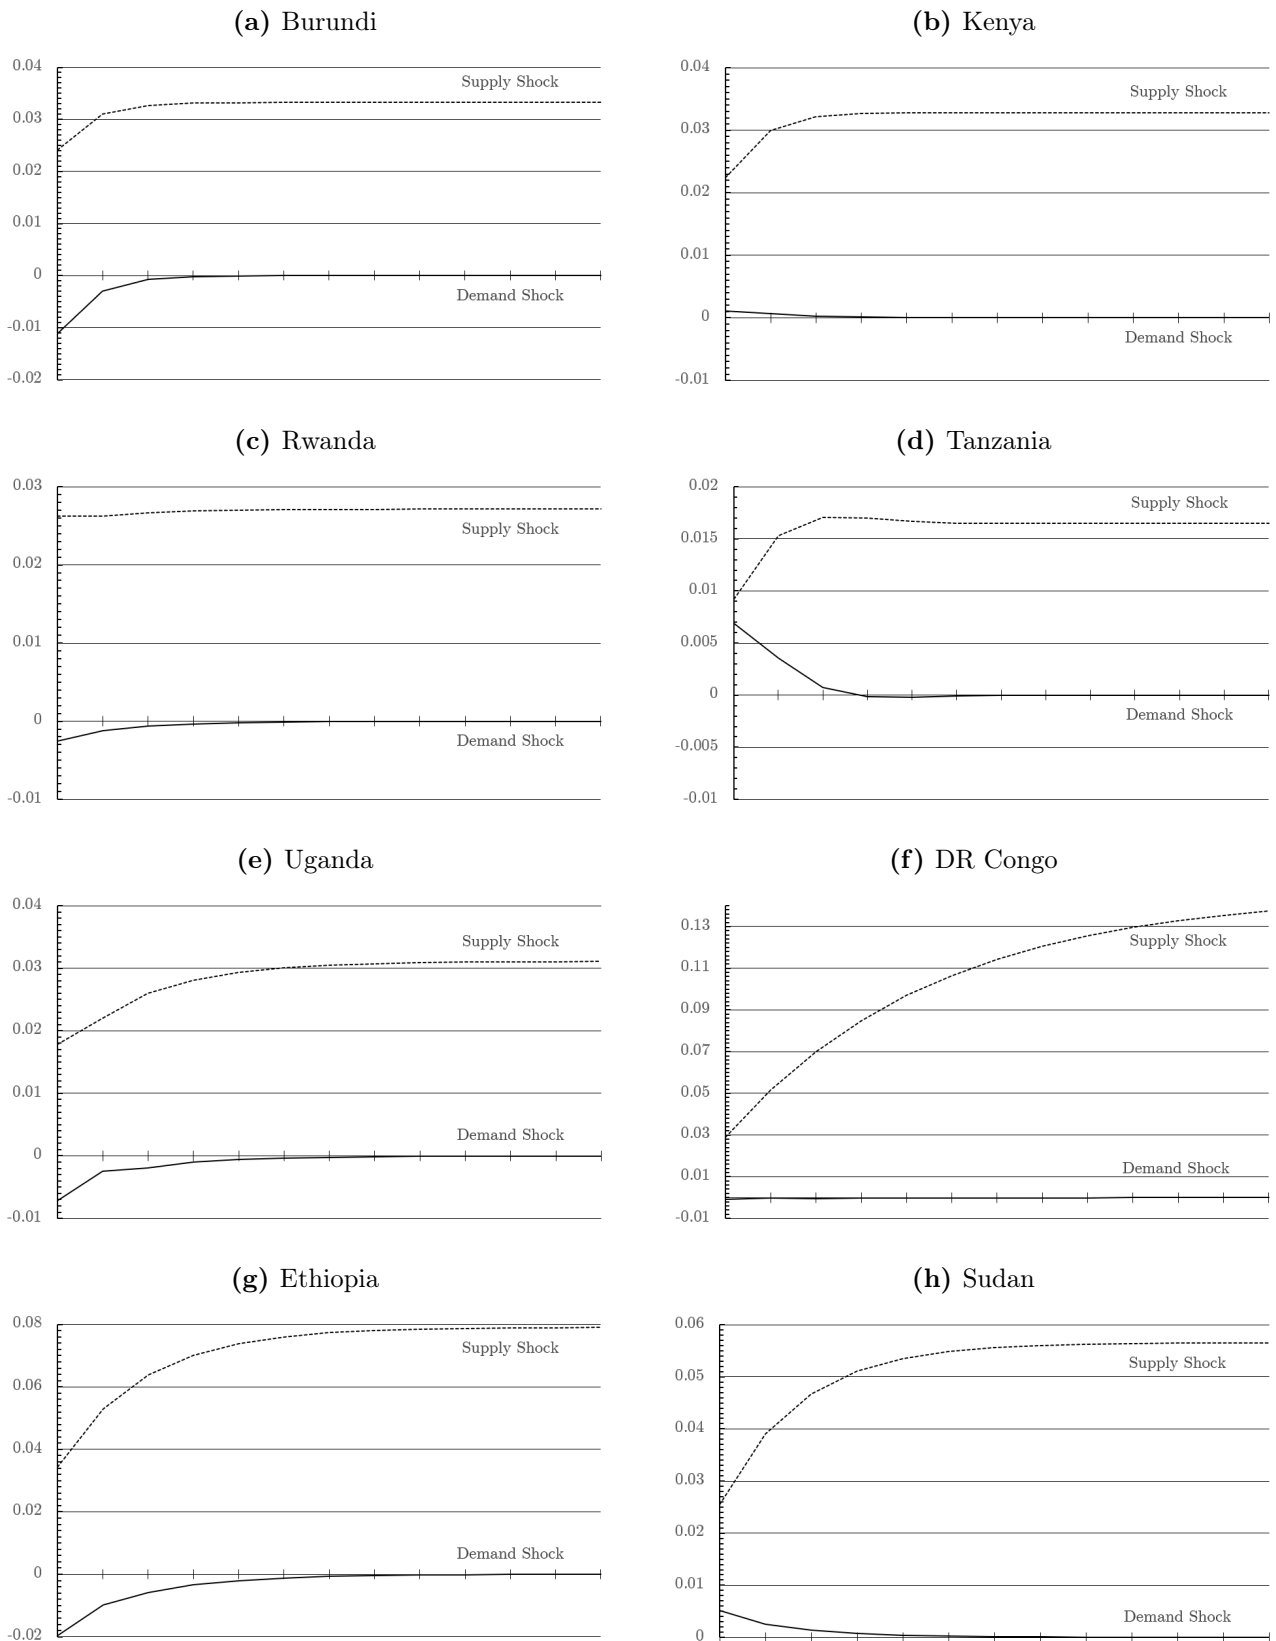 (a) Burundi
0.04
Supply Shock
0.03
0.02
0.01
0
Demand Shock
-0.01
-0.02
(b) Kenya
0.04
Supply Shock
0.03
0.02
0.01
0
Demand Shock
-0.01
(c) Rwanda
0.03
Supply Shock
0.02
0.01
0
Demand Shock
-0.01
(d) Tanzania
0.02
Supply Shock
0.015
0.01
0.005
0
Demand Shock
-0.005
-0.01
(e) Uganda
0.04
Supply Shock
0.03
0.02
0.01
Demand Shock
0
-0.01
(f) DR Congo
0.13
Supply Shock
0.11
0.09
0.07
0.05
0.03
Demand Shock
0.01
-0.01
(g) Ethiopia
0.08
Supply Shock
0.06
0.04
0.02
Demand Shock
0
-0.02
(h) Sudan
0.06
Supply Shock
0.05
0.04
0.03
0.02
0.01
Demand Shock
0